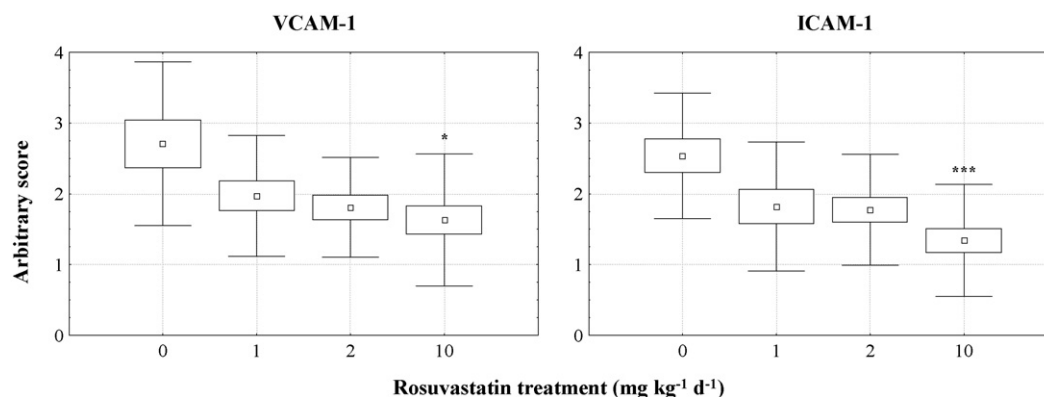 VCAM-1 ICAM-1
4 4
3 3
* ***
2 2
1 1
0 0
0 1 2 10 0 1 2 10
Arbitrary score
Rosuvastatin treatment (mg kg⁻¹ d⁻¹)